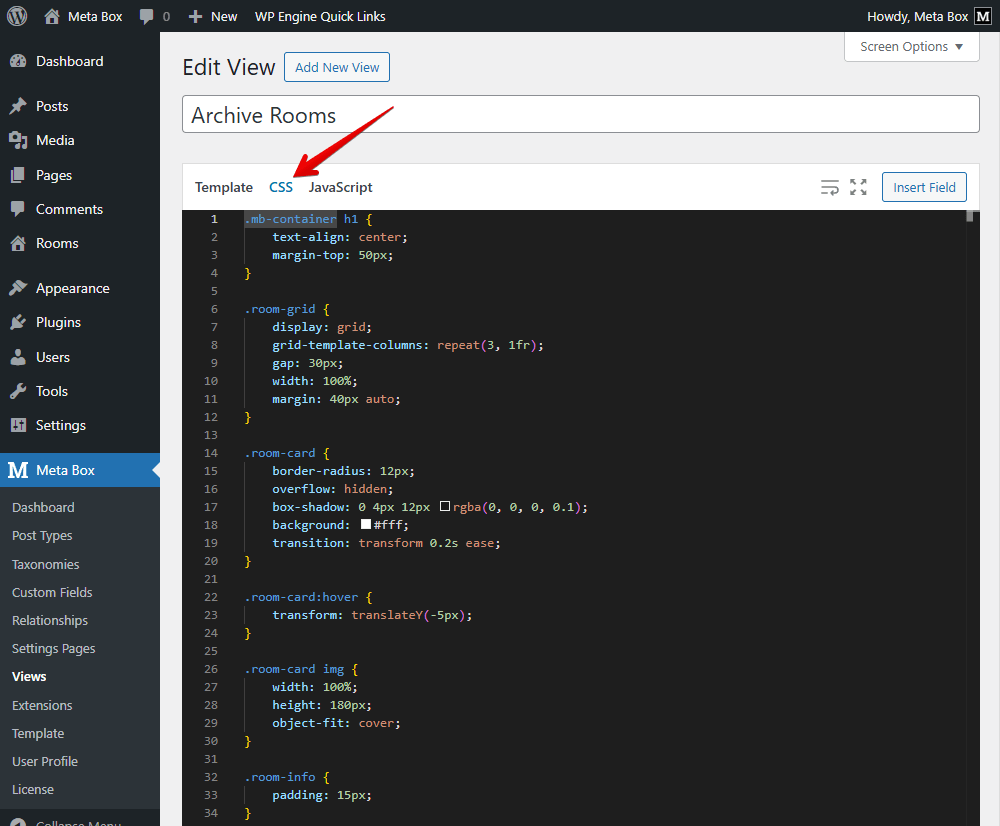 Meta Box 0 New WP Engine Quick Links Howdy, Meta Box M
Screen Options
Dashboard
Posts
Media
Pages
Comments
Rooms
Appearance
Plugins
Users
Tools
Settings
M Meta Box
Dashboard
Post Types
Taxonomies
Custom Fields
Relationships
Settings Pages
Views
Extensions
Template
User Profile
License
Collapse Menu
Edit View Add New View
Archive Rooms
Template CSS JavaScript Insert Field
1 .mb-container h1 {
2 text-align: center;
3 margin-top: 50px;
4 }
5
6 .room-grid {
7 display: grid;
8 grid-template-columns: repeat(3, 1fr);
9 gap: 30px;
10 width: 100%;
11 margin: 40px auto;
12 }
13
14 .room-card {
15 border-radius: 12px;
16 overflow: hidden;
17 box-shadow: 0 4px 12px rgba(0, 0, 0, 0.1);
18 background: #fff;
19 transition: transform 0.2s ease;
20 }
21
22 .room-card:hover {
23 transform: translateY(-5px);
24 }
25
26 .room-card img {
27 width: 100%;
28 height: 180px;
29 object-fit: cover;
30 }
31
32 .room-info {
33 padding: 15px;
34 }